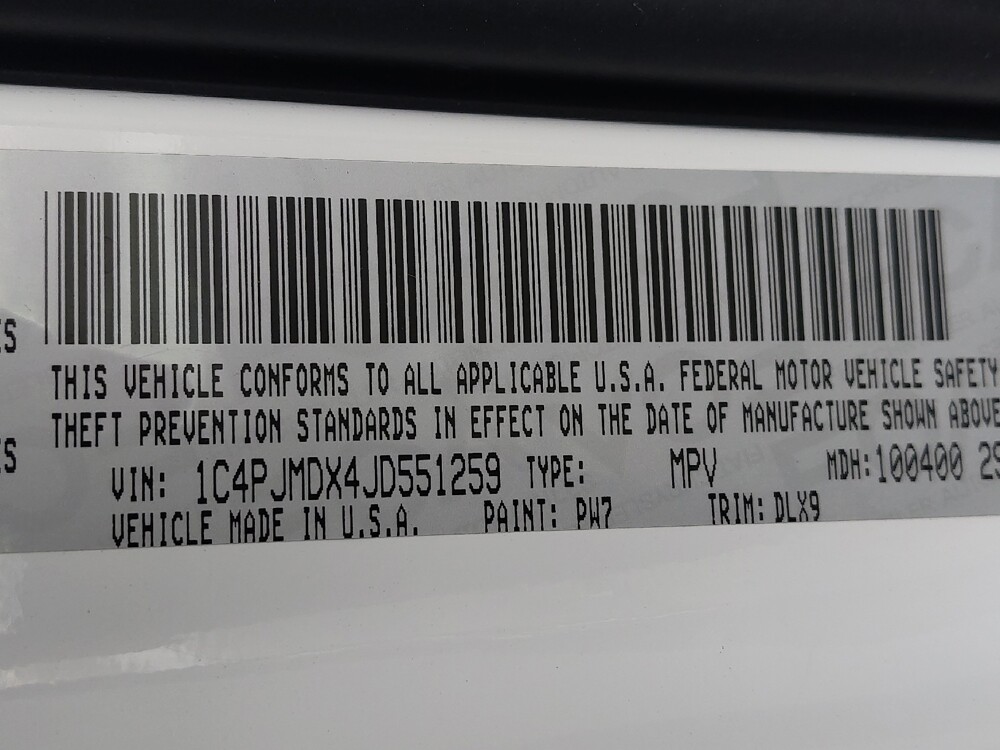 THIS VEHICLE CONFORMS TO ALL APPLICABLE U.S.A. FEDERAL MOTOR VEHICLE SAFETY
THEFT PREVENTION STANDARDS IN EFFECT ON THE DATE OF MANUFACTURE SHOWN ABOVE
VIN: 1C4PJMDX4JD551259 TYPE: MPV MDH:100400 29
VEHICLE MADE IN U.S.A. PAINT: PW7 TRIM: DLX9